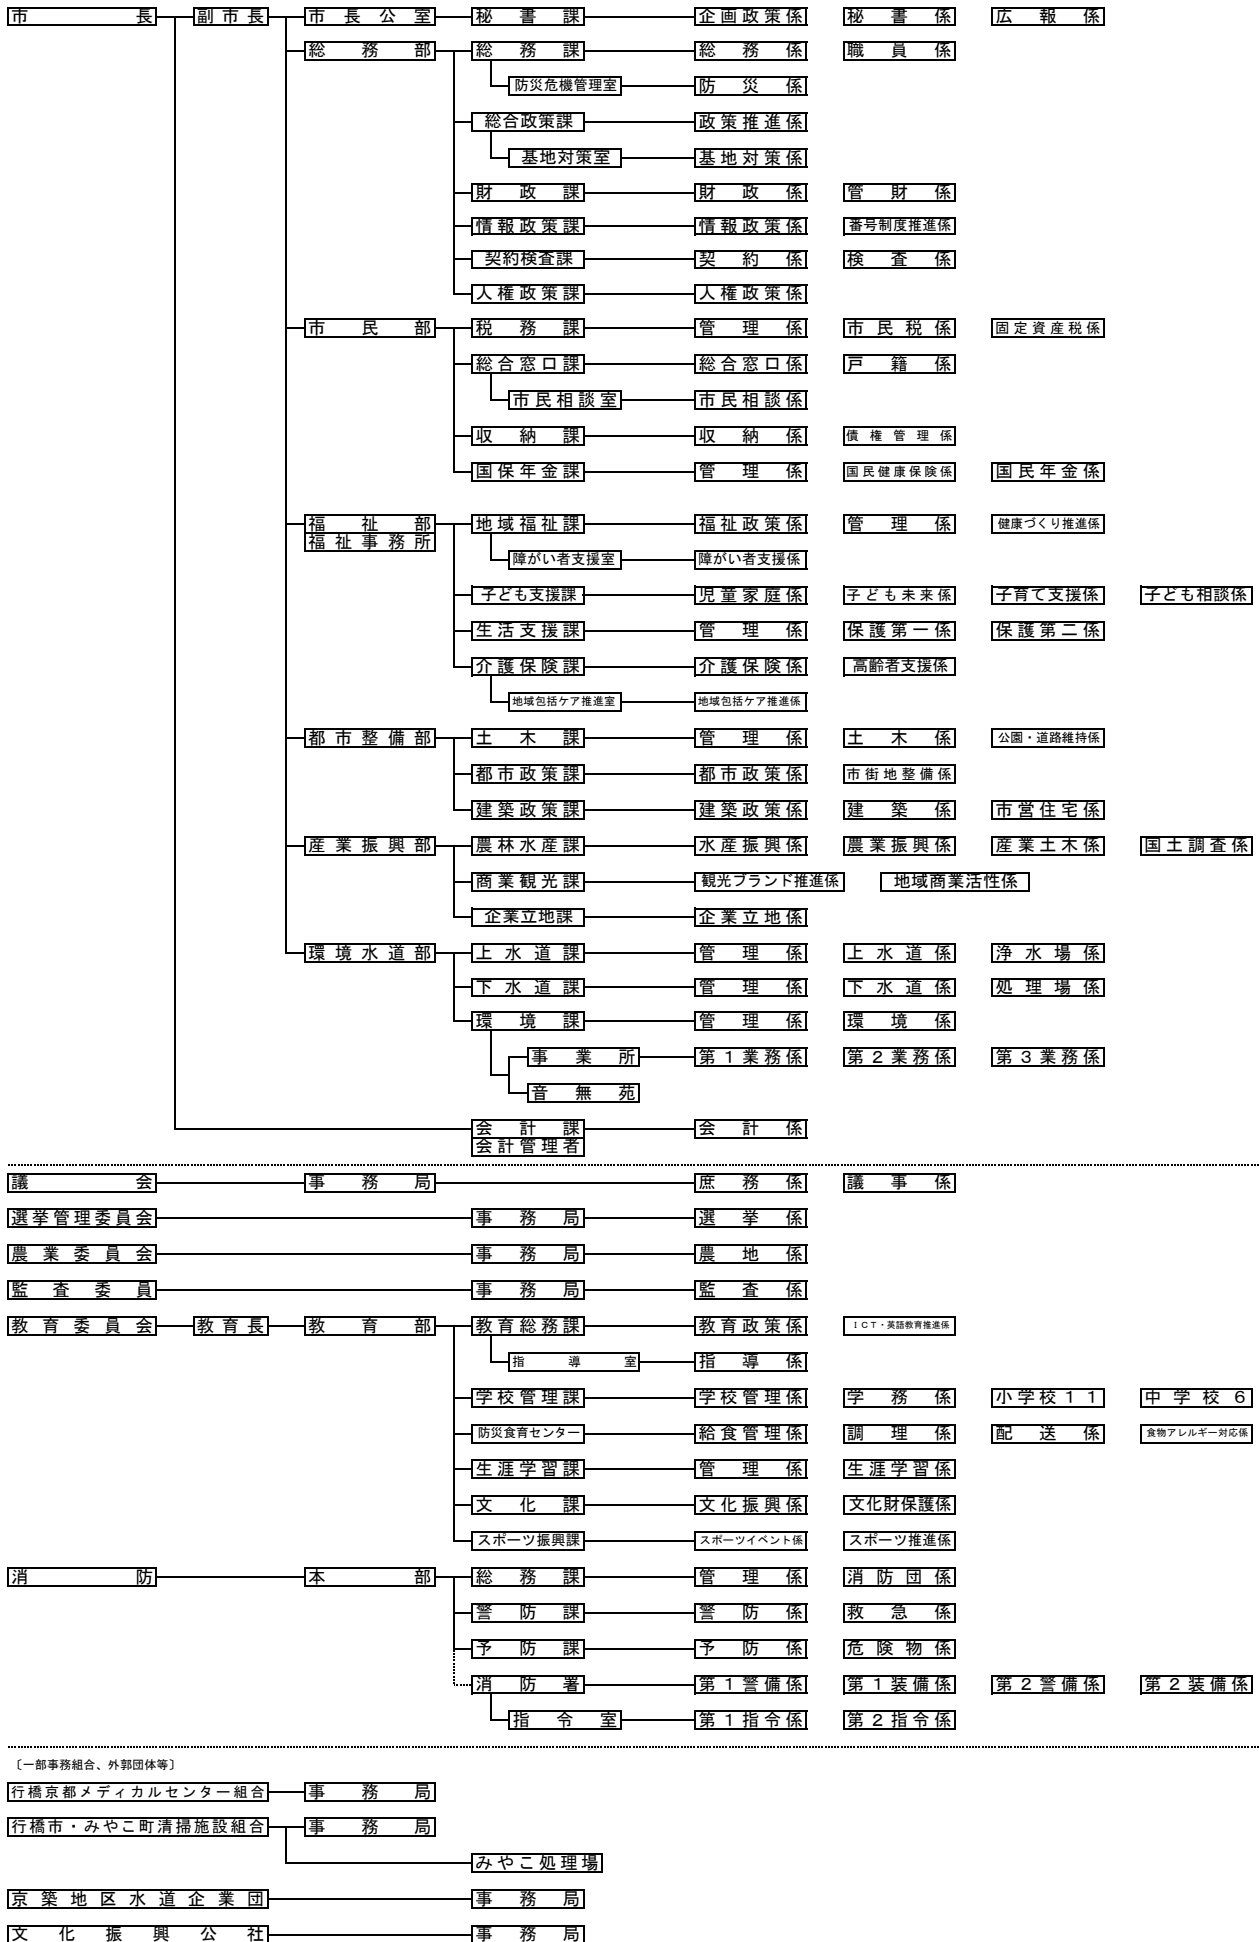 市長 副市長 市長公室 秘書課 企画政策係 秘書係 広報係
総務部 総務課 総務係 職員係
防災危機管理室 防災係
総合政策課 政策推進係
基地対策室 基地対策係
財政課 財政係 管財係
情報政策課 情報政策係 番号制度推進係
契約検査課 契約係 検査係
人権政策課 人権政策係
市民部 税務課 管理係 市民税係 固定資産税係
総合窓口課 総合窓口係 戸籍係
市民相談室 市民相談係
収納課 収納係 債権管理係
国保年金課 管理係 国民健康保険係 国民年金係
福祉部 地域福祉課 福祉政策係 管理係 健康づくり推進係
福祉事務所
障がい者支援室 障がい者支援係
子ども支援課 児童家庭係 子ども未来係 子育て支援係 子ども相談係
生活支援課 管理係 保護第一係 保護第二係
介護保険課 介護保険係 高齢者支援係
地域包括ケア推進室 地域包括ケア推進係
都市整備部 土木課 管理係 土木係 公園・道路維持係
都市政策課 都市政策係 市街地整備係
建築政策課 建築政策係 建築係 市営住宅係
産業振興部 農林水産課 水産振興係 農業振興係 産業土木係 国土調査係
商業観光課 観光ブランド推進係 地域商業活性係
企業立地課 企業立地係
環境水道部 上水道課 管理係 上水道係 浄水場係
下水道課 管理係 下水道係 処理場係
環境課 管理係 環境係
事業所 第1業務係 第2業務係 第3業務係
音無苑
会計課 会計係
会計管理者
議会 事務局 庶務係 議事係
選挙管理委員会 事務局 選挙係
農業委員会 事務局 農地係
監査委員 事務局 監査係
教育委員会 教育長 教育部 教育総務課 教育政策係 ICT・英語教育推進係
指導室 指導係
学校管理課 学校管理係 学務係 小学校11 中学校6
防災食育センター 給食管理係 調理係 配送係 食物アレルギー対応係
生涯学習課 管理係 生涯学習係
文化課 文化振興係 文化財保護係
スポーツ振興課 スポーツイベント係 スポーツ推進係
消防 本部 総務課 管理係 消防団係
警防課 警防係 救急係
予防課 予防係 危険物係
消防署 第1警備係 第1装備係 第2警備係 第2装備係
指令室 第1指令係 第2指令係
〔一部事務組合、外郭団体等〕
行橋京都メディカルセンター組合 事務局
行橋市・みやこ町清掃施設組合 事務局
みやこ処理場
京築地区水道企業団 事務局
文化振興公社 事務局